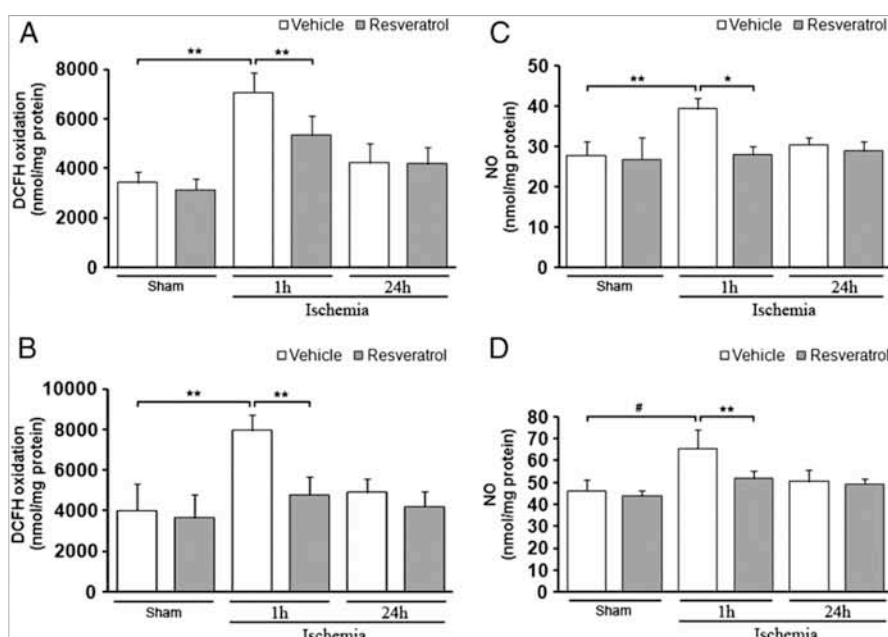 A
Vehicle Resveratrol
DCFH oxidation
(nmol/mg protein)
8000
6000
4000
2000
0
** **
Sham 1h 24h
Ischemia
C
Vehicle Resveratrol
NO
(nmol/mg protein)
50
40
30
20
10
0
** *
Sham 1h 24h
Ischemia
B
Vehicle Resveratrol
DCFH oxidation
(nmol/mg protein)
10000
8000
6000
4000
2000
0
** **
Sham 1h 24h
Ischemia
D
Vehicle Resveratrol
NO
(nmol/mg protein)
80
70
60
50
40
30
20
10
0
# **
Sham 1h 24h
Ischemia